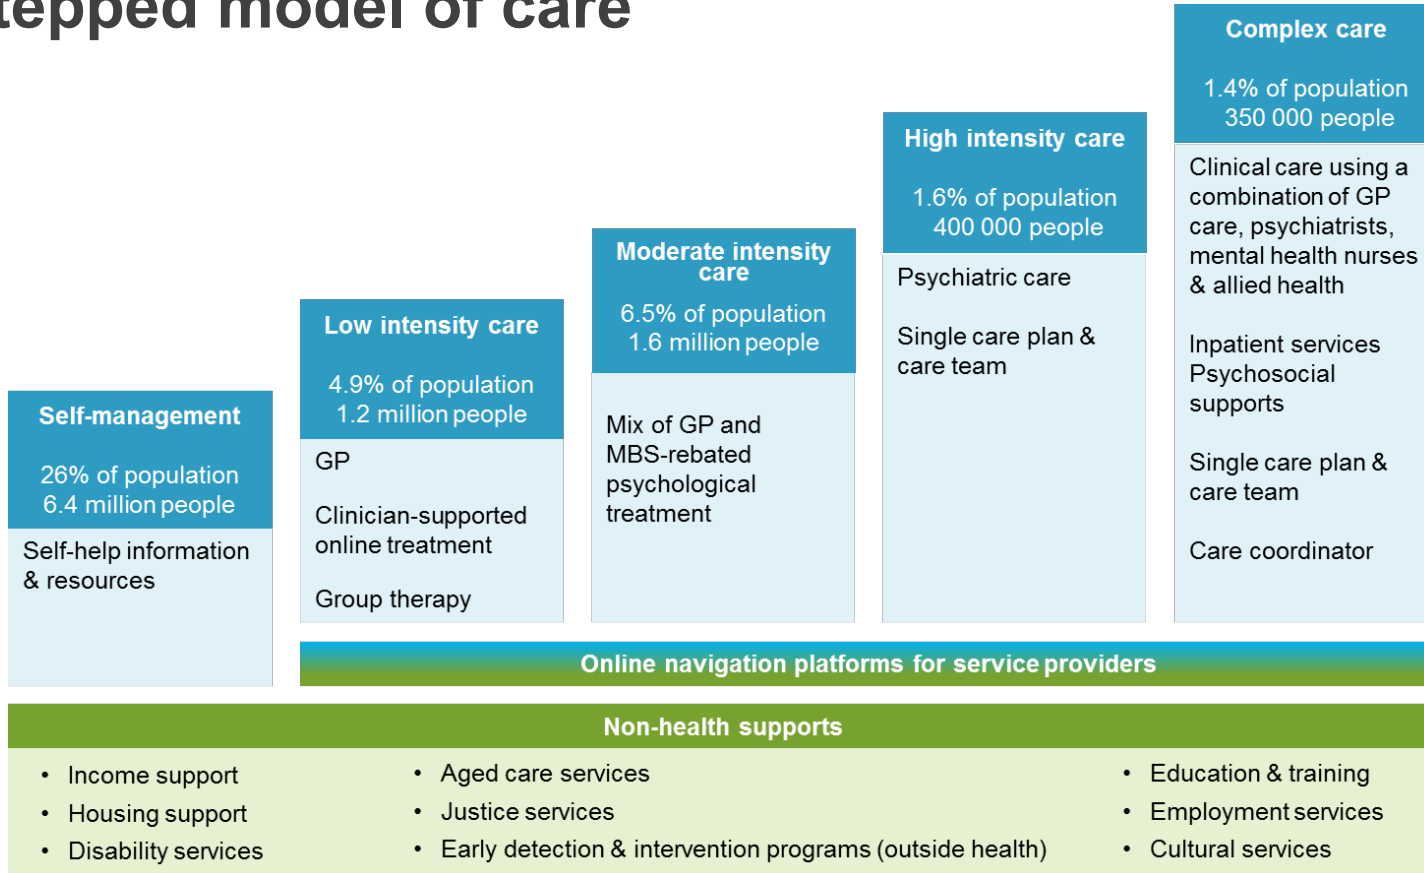 tepped model of care
Complex care
1.4% of population
350 000 people
Clinical care using a
combination of GP
care, psychiatrists,
mental health nurses
& allied health
Inpatient services
Psychosocial
supports
Single care plan &
care team
Care coordinator
High intensity care
1.6% of population
400 000 people
Psychiatric care
Single care plan &
care team
Moderate intensity
care
6.5% of population
1.6 million people
Mix of GP and
MBS-rebated
psychological
treatment
Low intensity care
4.9% of population
1.2 million people
GP
Clinician-supported
online treatment
Group therapy
Self-management
26% of population
6.4 million people
Self-help information
& resources
Online navigation platforms for service providers
Non-health supports
• Income support
• Housing support
• Disability services
• Aged care services
• Justice services
• Early detection & intervention programs (outside health)
• Education & training
• Employment services
• Cultural services